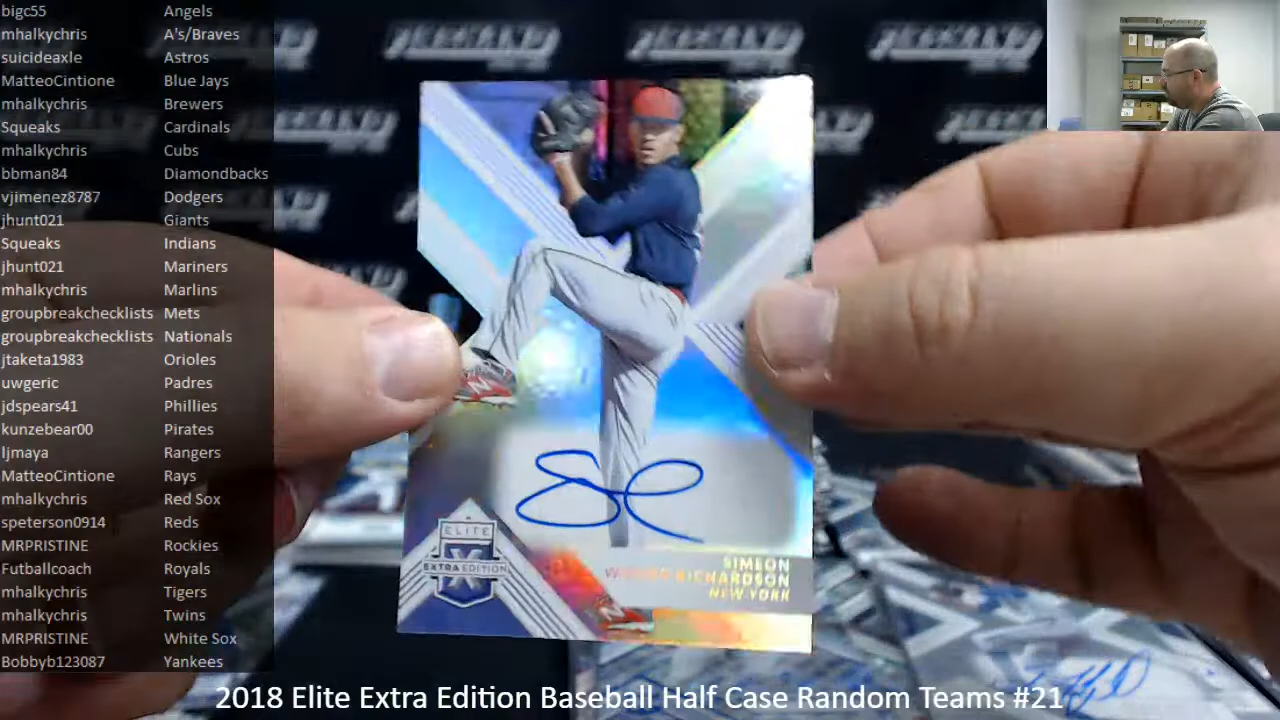 bigc55 Angels
mhalkychris A's/Braves
suicideaxle Astros
MatteoCintione Blue Jays
mhalkychris Brewers
Squeaks Cardinals
mhalkychris Cubs
bbman84 Diamondbacks
vjimenez8787 Dodgers
jhunt021 Giants
Squeaks Indians
jhunt021 Mariners
mhalkychris Marlins
groupbreakchecklists Mets
groupbreakchecklists Nationals
jtaketa1983 Orioles
uwgeric Padres
jdspears41 Phillies
kunzebear00 Pirates
ljmaya Rangers
MatteoCintione Rays
mhalkychris Red Sox
speterson0914 Reds
MRPRISTINE Rockies
Futballcoach Royals
mhalkychris Tigers
mhalkychris Twins
MRPRISTINE White Sox
Bobbyb123087 Yankees
ELITE
X
EXTRA EDITION
SIMEON
RICHARDSON
NEW YORK
2018 Elite Extra Edition Baseball Half Case Random Teams #21